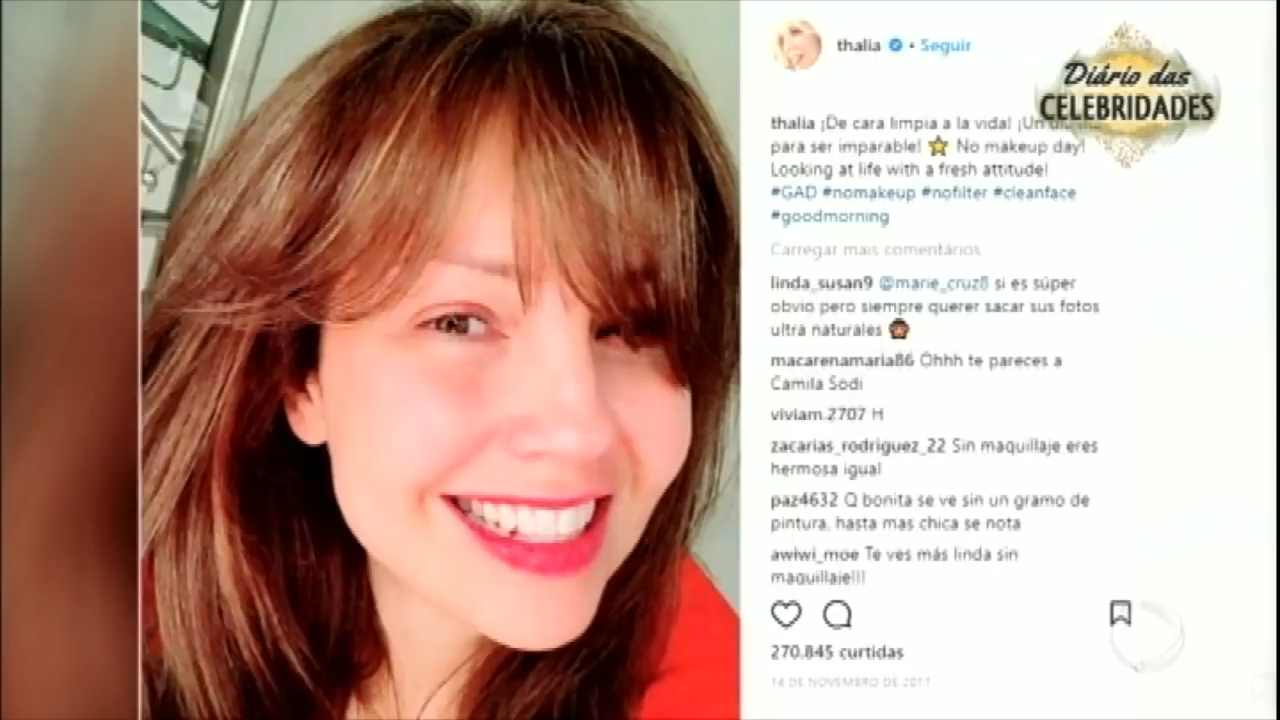 thalia • Seguir
Diário das
CELEBRIDADES
thalia ¡De cara limpia a la vida! ¡Un
para ser imparable! No makeup day!
Looking at life with a fresh attitude!
#GAD #nomakeup #nofilter #cleanface
#goodmorning
Carregar mais comentários
linda_susan9 @marie_cruz8 si es súper
obvio pero siempre querer sacar sus fotos
ultra naturales
macarenamaria86 Ohhh te pareces a
Camila Sodi
viviam.2707 H
zacarias_rodriguez_22 Sin maquillaje eres
hermosa igual
paz4632 Q bonita se ve sin un gramo de
pintura, hasta mas chica se nota
awiwi_moe Te ves más linda sin
maquillaje!!!
270.845 curtidas
14 DE NOVEMBRO DE 2017